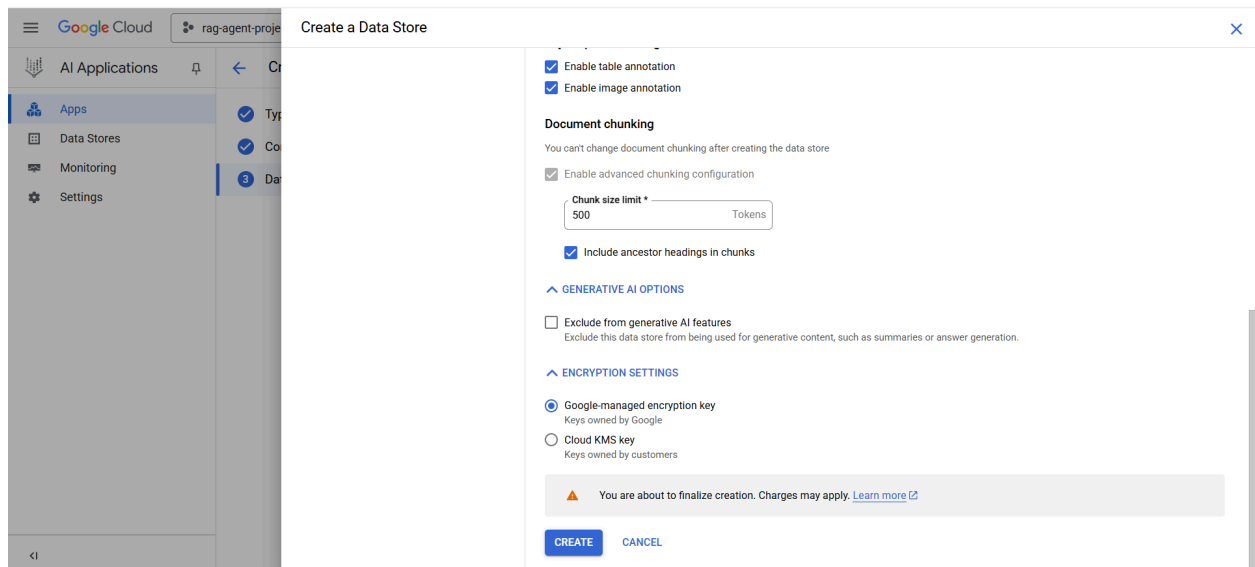 Google Cloud
rag-agent-proje
Create a Data Store
AI Applications
Cr
Apps
Data Stores
Monitoring
Settings
Typ
Co
3 Da
Enable table annotation
Enable image annotation
Document chunking
You can't change document chunking after creating the data store
Enable advanced chunking configuration
Chunk size limit *
500 Tokens
Include ancestor headings in chunks
GENERATIVE AI OPTIONS
Exclude from generative AI features
Exclude this data store from being used for generative content, such as summaries or answer generation.
ENCRYPTION SETTINGS
Google-managed encryption key
Keys owned by Google
Cloud KMS key
Keys owned by customers
You are about to finalize creation. Charges may apply. Learn more
CREATE CANCEL